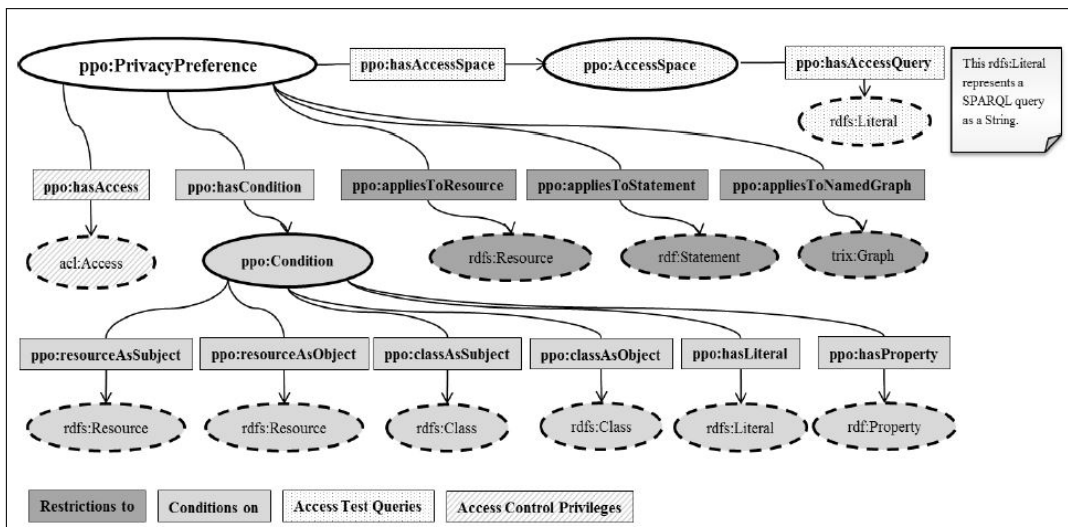 ppo:PrivacyPreference
ppo:hasAccessSpace
ppo:AccessSpace
ppo:hasAccessQuery
This rdfs:Literal
represents a
SPARQL query
as a String.
rdfs:Literal
ppo:hasAccess
ppo:hasCondition
ppo:appliesToResource
ppo:appliesToStatement
ppo:appliesToNamedGraph
acl:Access
ppo:Condition
rdfs:Resource
rdf:Statement
trix:Graph
ppo:resourceAsSubject
ppo:resourceAsObject
ppo:classAsSubject
ppo:classAsObject
ppo:hasLiteral
ppo:hasProperty
rdfs:Resource
rdfs:Resource
rdfs:Class
rdfs:Class
rdfs:Literal
rdf:Property
Restrictions to
Conditions on
Access Test Queries
Access Control Privileges